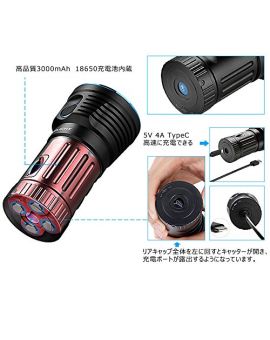 高品質3000mAh 18650充電池内蔵
5V 4A TypeC
高速に充電できる
リアキャップ全体を左に回すとキャッターが開き、
充電ポートが露出するようになっています。